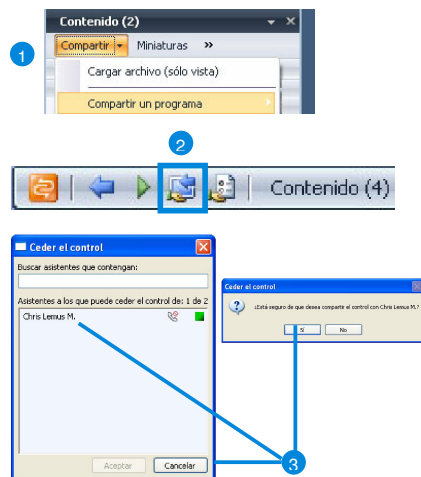 Contenido (2)
Compartir Miniaturas »
1
Cargar archivo (sólo vista)
Compartir un programa
2
Contenido (4)
Ceder el control
Buscar asistentes que contengan:
Asistentes a los que puede ceder el control de: 1 de 2
Chris Lemus M.
Aceptar Cancelar
Ceder el control
¿Está seguro de que desea compartir el control con Chris Lemus M.?
Sí No
3